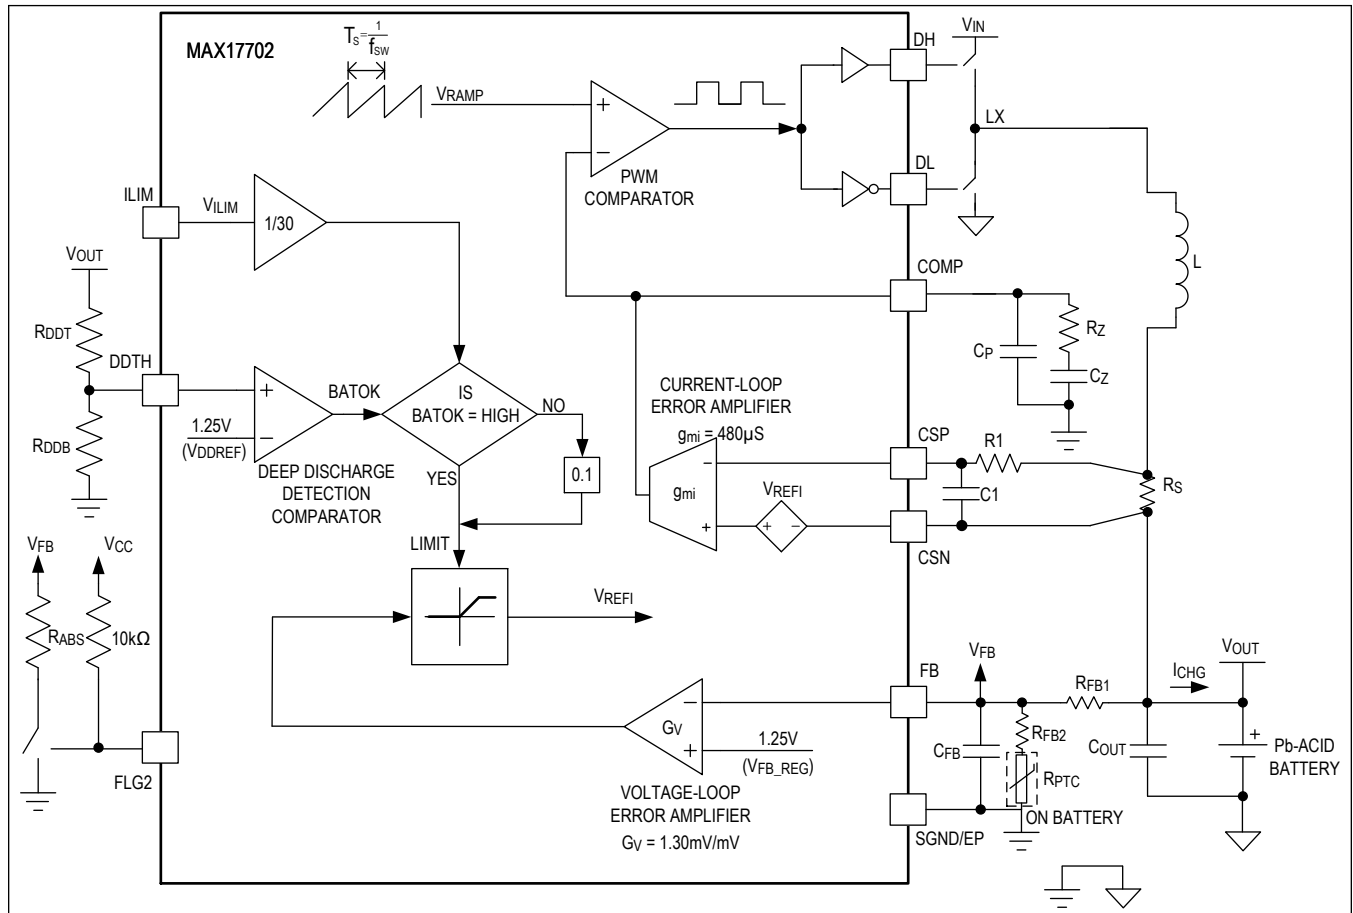 MAX17702
TS=1/fSW
VRAMP
+
−
PWM
COMPARATOR
DH
VIN
LX
DL
ILIM
VILIM
1/30
VOUT
RDDT
DDTH
RDDB
1.25V
(VDDREF)
+
−
BATOK
DEEP DISCHARGE
DETECTION
COMPARATOR
IS
BATOK = HIGH
NO
YES
0.1
LIMIT
VREFI
COMP
RZ
CP
CZ
L
CURRENT-LOOP
ERROR AMPLIFIER
gmi = 480µS
gmi
−
+
VREFI
+ −
CSP
R1
C1
RS
CSN
VFB
VCC
RABS
10kΩ
FLG2
GV
−
+
1.25V
(VFB_REG)
VOLTAGE-LOOP
ERROR AMPLIFIER
GV = 1.30mV/mV
FB
VFB
RFB1
ICHG
VOUT
CFB
RFB2
RPTC
ON BATTERY
COUT
+
Pb-ACID
BATTERY
SGND/EP